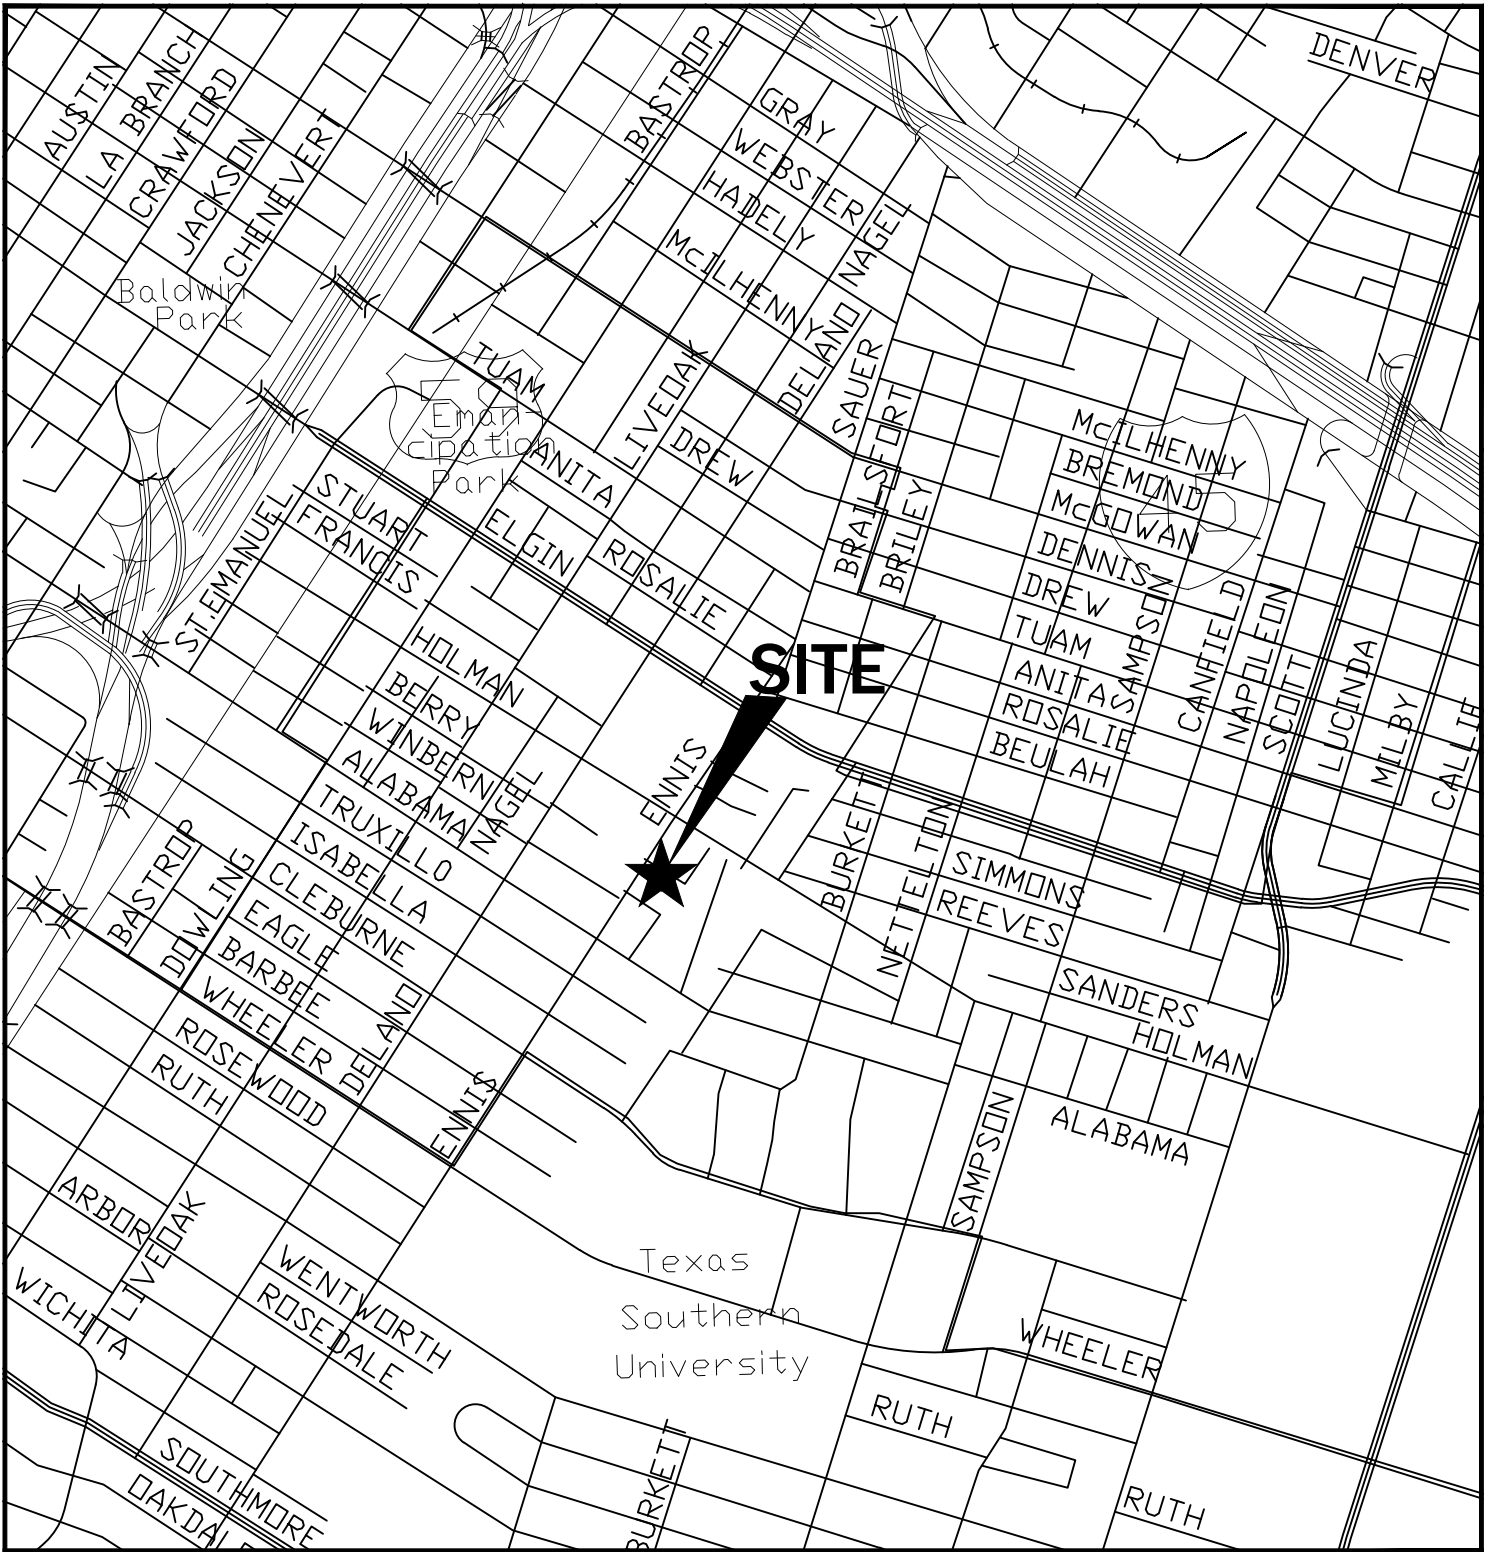 DENVER
AUSTIN
LA BRANCH
CRAWFORD
JACKSON
CHENEVERT
BASTROP
GRAY
WEBSTER
HADELY
McILHENNY
NAGEL
DELANO
SAUER
Baldwin
Park
TUAM
Eman-
cipation
Park
LIVEOAK
DREW
ANITA
ELGIN
ROSALIE
BRAILSFORT
BRILEY
McILHENNY
BREMOND
McGOWAN
DENNIS
DREW
TUAM
ANITA
ROSALIE
BEULAH
SAMPSON
CANFIELD
NAPOLEON
SCOTT
LUCINDA
MILBY
CALLIE
STUART
FRANCIS
ST.EMANUEL
HOLMAN
BERRY
WINBERN
ALABAMA
NAGEL
TRUXILLO
ISABELLA
CLEBURNE
EAGLE
BARBEE
WHEELER
SITE
ENNIS
BURKETT
NETTELTON
SIMMONS
REEVES
SANDERS
HOLMAN
ALABAMA
SAMPSON
BASTROP
DOWLING
DELANO
ENNIS
ROSEWOOD
RUTH
ARBOR
LIVEOAK
WICHITA
WENTWORTH
ROSEDALE
Texas
Southern
University
WHEELER
RUTH
RUTH
BURKETT
SOUTHMORE
OAKDALE